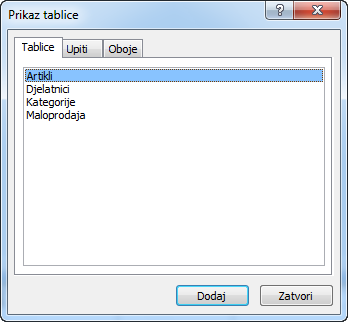 Prikaz tablice
Tablice Upiti Oboje
Artikli
Djelatnici
Kategorije
Maloprodaja
Dodaj Zatvori